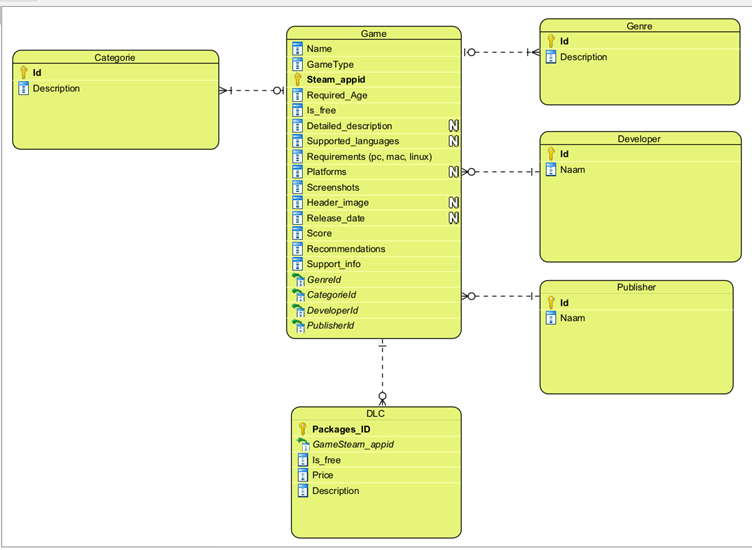 Categorie
Id
Description
Game
Name
GameType
Steam_appid
Required_Age
Is_free
Detailed_description N
Supported_languages N
Requirements (pc, mac, linux)
Platforms N
Screenshots
Header_image N
Release_date N
Score
Recommendations
Support_info
GenreId
CategorieId
DeveloperId
PublisherId
Genre
Id
Description
Developer
Id
Naam
Publisher
Id
Naam
DLC
Packages_ID
GameSteam_appid
Is_free
Price
Description